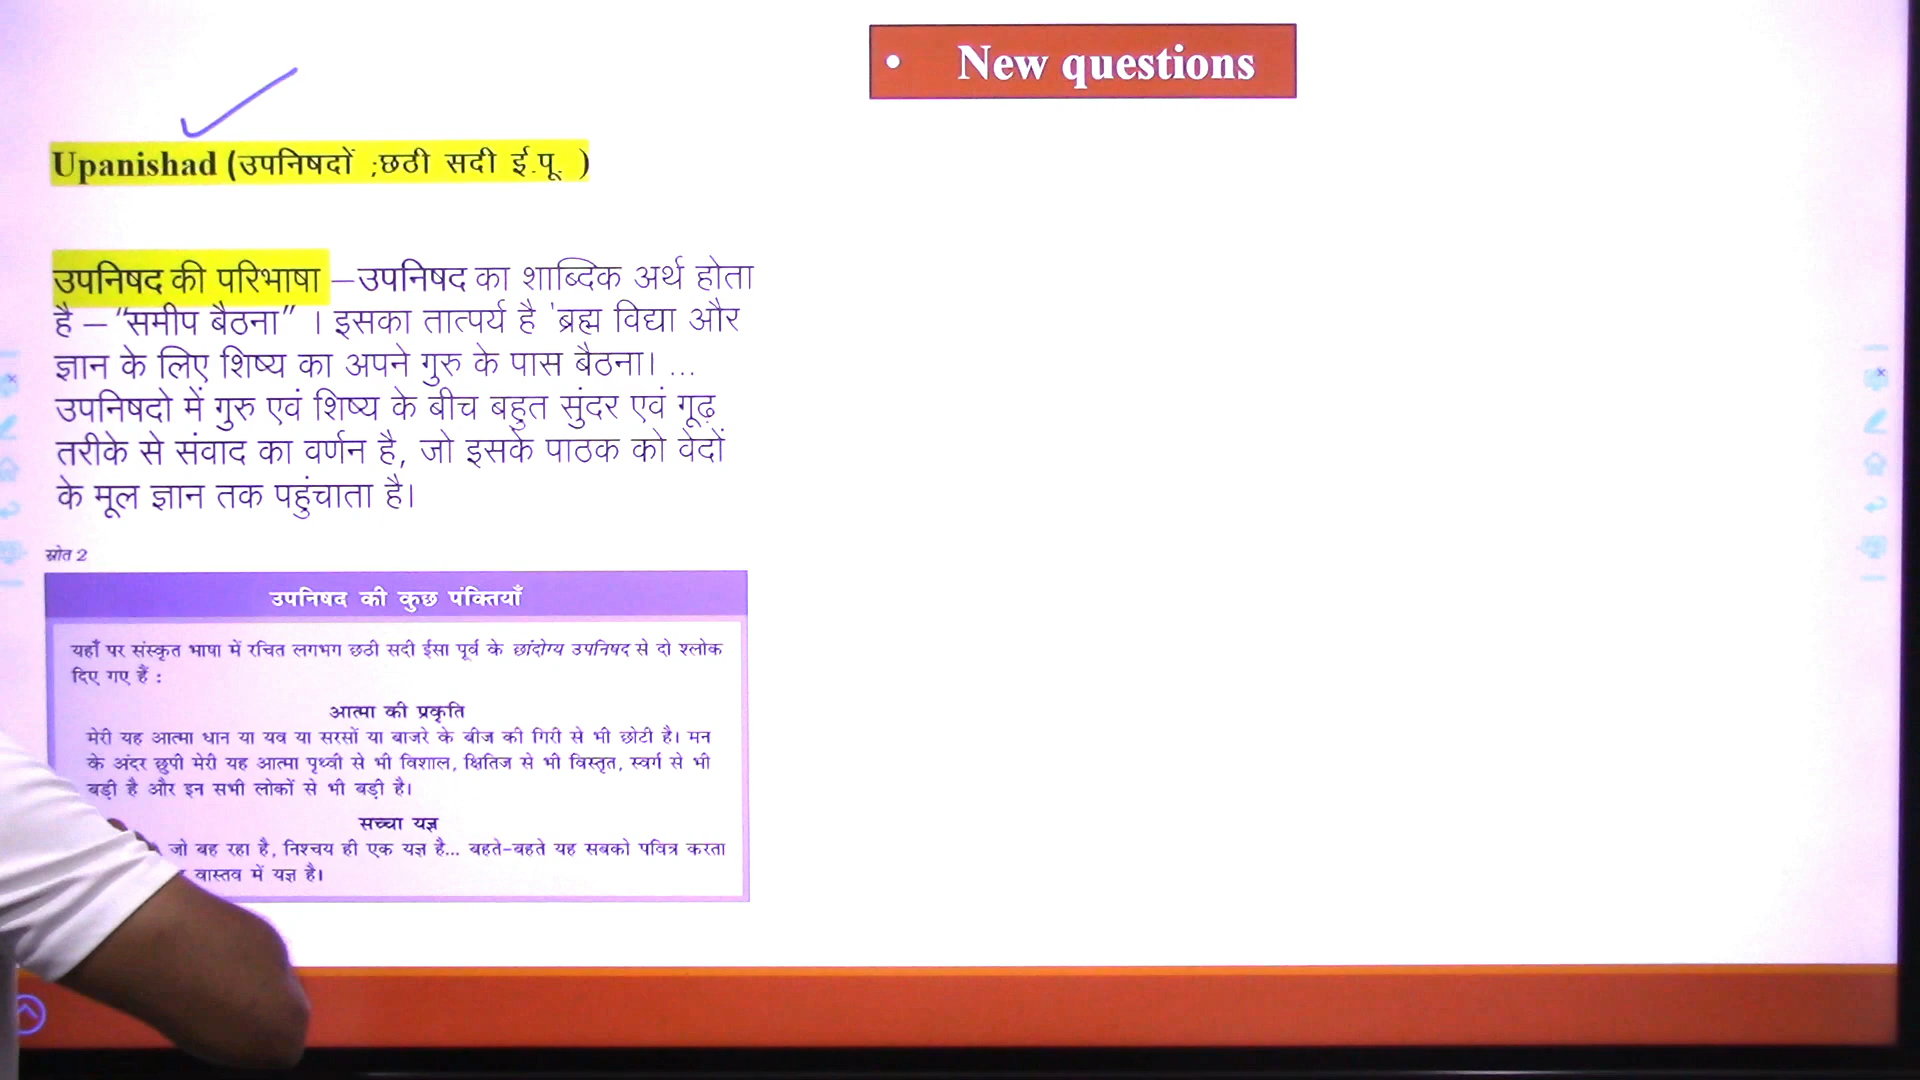 • New questions
Upanishad (उपनिषदों ;छठी सदी ई.पू. )
उपनिषद की परिभाषा –उपनिषद का शाब्दिक अर्थ होता
है – “समीप बैठना” । इसका तात्पर्य है 'ब्रह्म विद्या और
ज्ञान के लिए शिष्य का अपने गुरु के पास बैठना। ...
उपनिषदो में गुरु एवं शिष्य के बीच बहुत सुंदर एवं गूढ़
तरीके से संवाद का वर्णन है, जो इसके पाठक को वेदों
के मूल ज्ञान तक पहुंचाता है।
स्रोत 2
उपनिषद की कुछ पंक्तियाँ
यहाँ पर संस्कृत भाषा में रचित लगभग छठी सदी ईसा पूर्व के छांदोग्य उपनिषद से दो श्लोक
दिए गए हैं :
आत्मा की प्रकृति
मेरी यह आत्मा धान या यव या सरसों या बाजरे के बीज की गिरी से भी छोटी है। मन
के अंदर छुपी मेरी यह आत्मा पृथ्वी से भी विशाल, क्षितिज से भी विस्तृत, स्वर्ग से भी
बड़ी है और इन सभी लोकों से भी बड़ी है।
सच्चा यज्ञ
जो बह रहा है, निश्चय ही एक यज्ञ है... बहते-बहते यह सबको पवित्र करता
वास्तव में यज्ञ है।